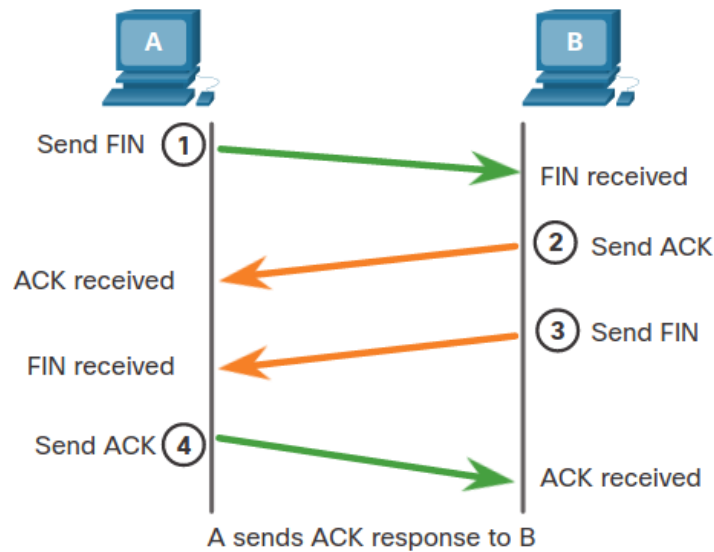 A
B
Send FIN 1
FIN received
2 Send ACK
ACK received
3 Send FIN
FIN received
Send ACK 4
ACK received
A sends ACK response to B